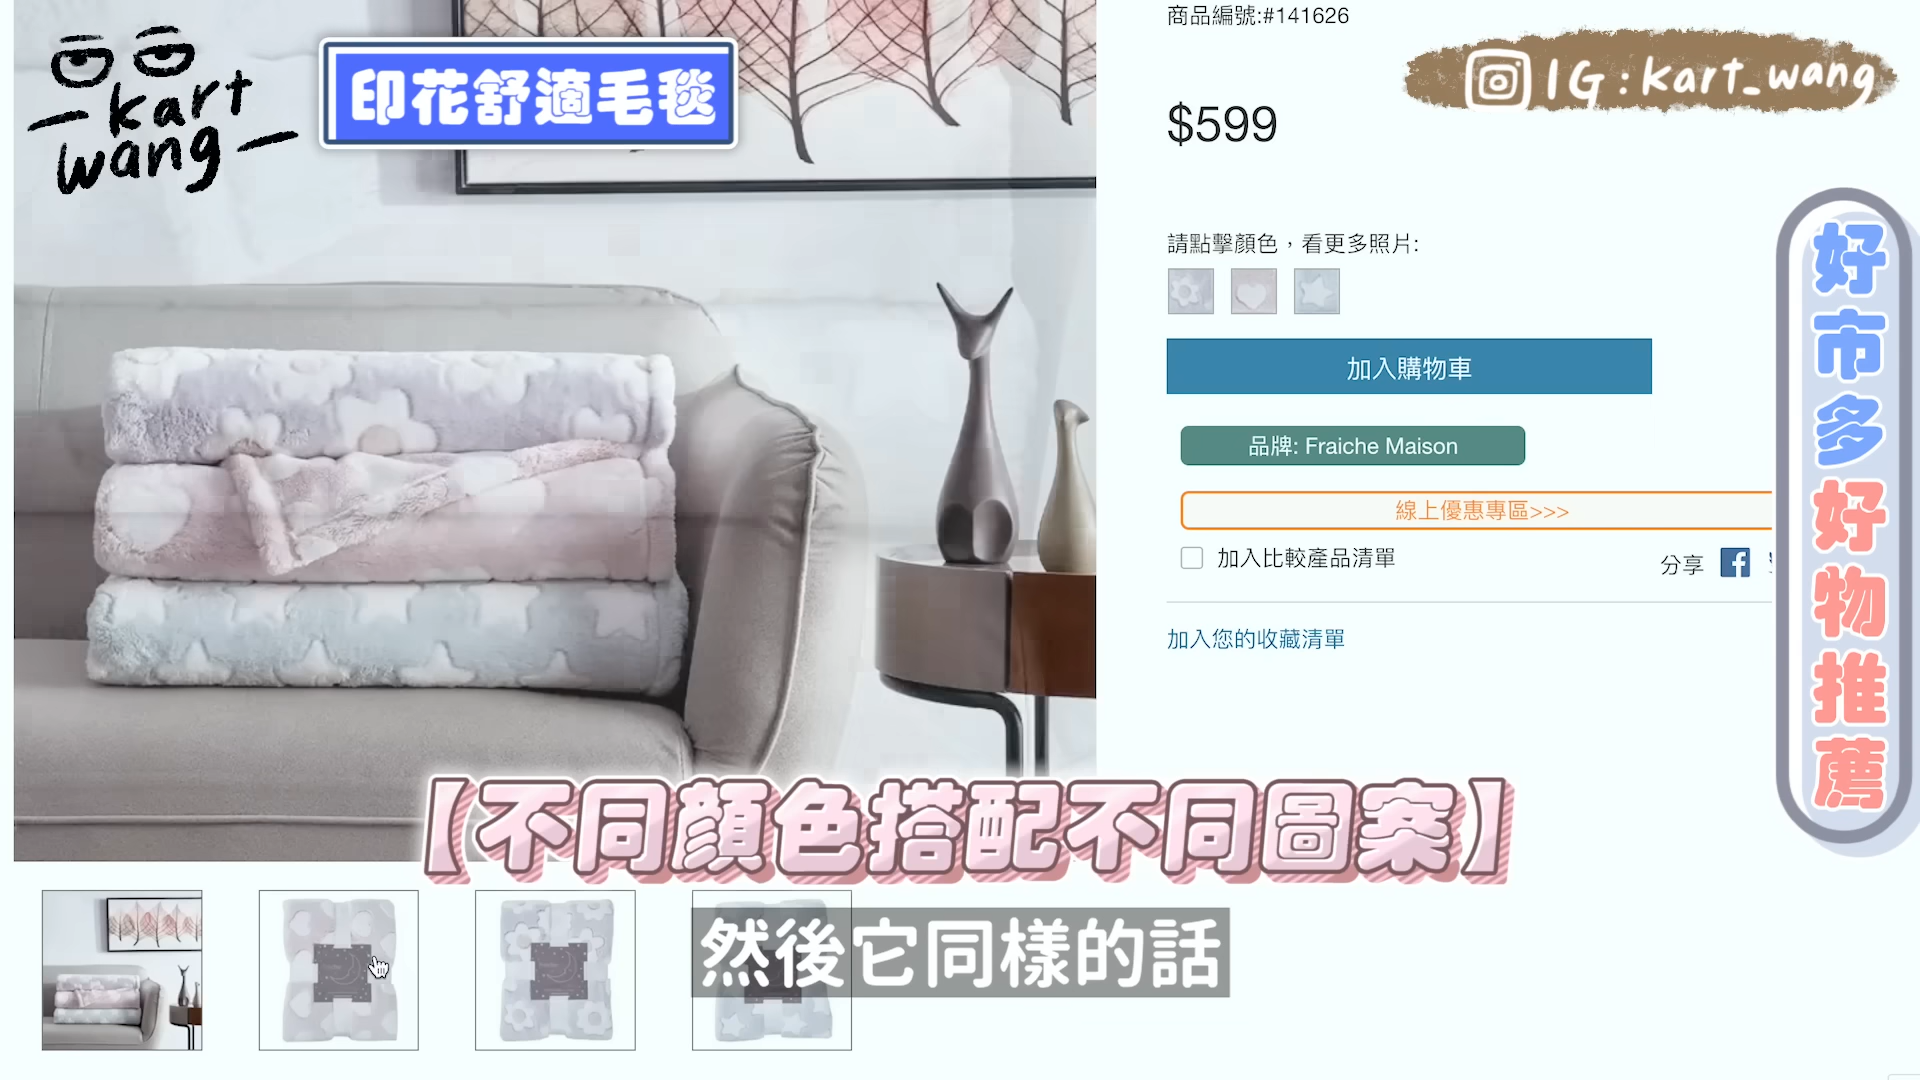 kart
wang
印花舒適毛毯
商品編號:#141626
IG:kart_wang
$599
請點擊顏色，看更多照片:
加入購物車
品牌: Fraiche Maison
線上優惠專區>>>
加入比較產品清單
分享
加入您的收藏清單
好市多好物推薦
【不同顏色搭配不同圖案】
然後它同樣的話